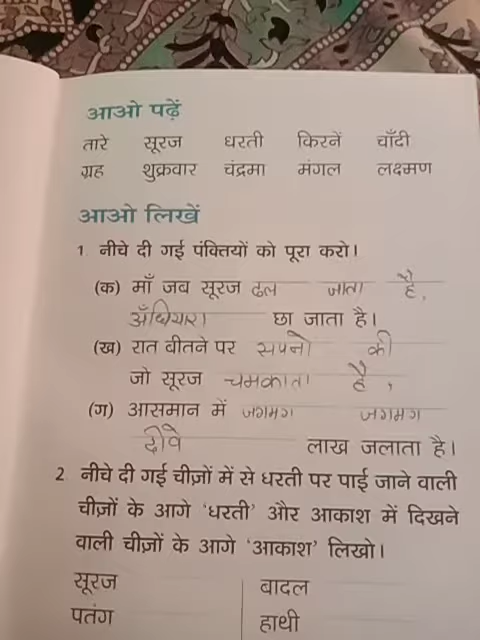 आओ पढ़ें
तारे सूरज धरती किरनें चाँदी
ग्रह शुक्रवार चंद्रमा मंगल लक्ष्मण
आओ लिखें
1. नीचे दी गई पंक्तियों को पूरा करो।
(क) माँ जब सूरज ढल जाता है,
अँधियारा छा जाता है।
(ख) रात बीतने पर सपनो की
जो सूरज चमकाता है,
(ग) आसमान में जगमग जगमग
दीवे लाख जलाता है।
2. नीचे दी गई चीज़ों में से धरती पर पाई जाने वाली
चीज़ों के आगे 'धरती' और आकाश में दिखने
वाली चीज़ों के आगे 'आकाश' लिखो।
सूरज बादल
पतंग हाथी